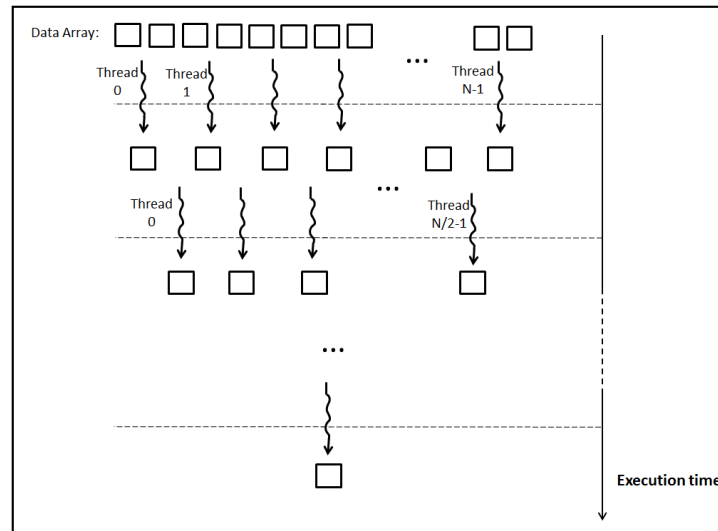 Data Array:
...
Thread
0
Thread
1
Thread
N-1
...
Thread
0
Thread
N/2-1
...
Execution time